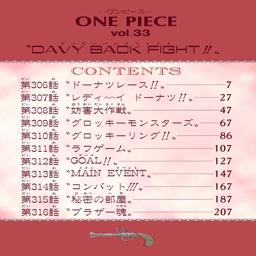 ーワンピースー
ONE PIECE
vol.33
"DAVY BACK FIGHT!!"
CONTENTS
第306話 "ドーナツレース!!" 7
第307話 "レディ〜イ ドーナツ!!" 27
第308話 "妨害大作戦" 47
第309話 "グロッキーモンスターズ" 67
第310話 "グロッキーリング!!" 86
第311話 "ラフゲーム" 107
第312話 "GOAL!!" 127
第313話 "MAIN EVENT" 147
第314話 "コンバット!!!" 167
第315話 "秘密の部屋" 187
第316話 "ブラザー魂" 207